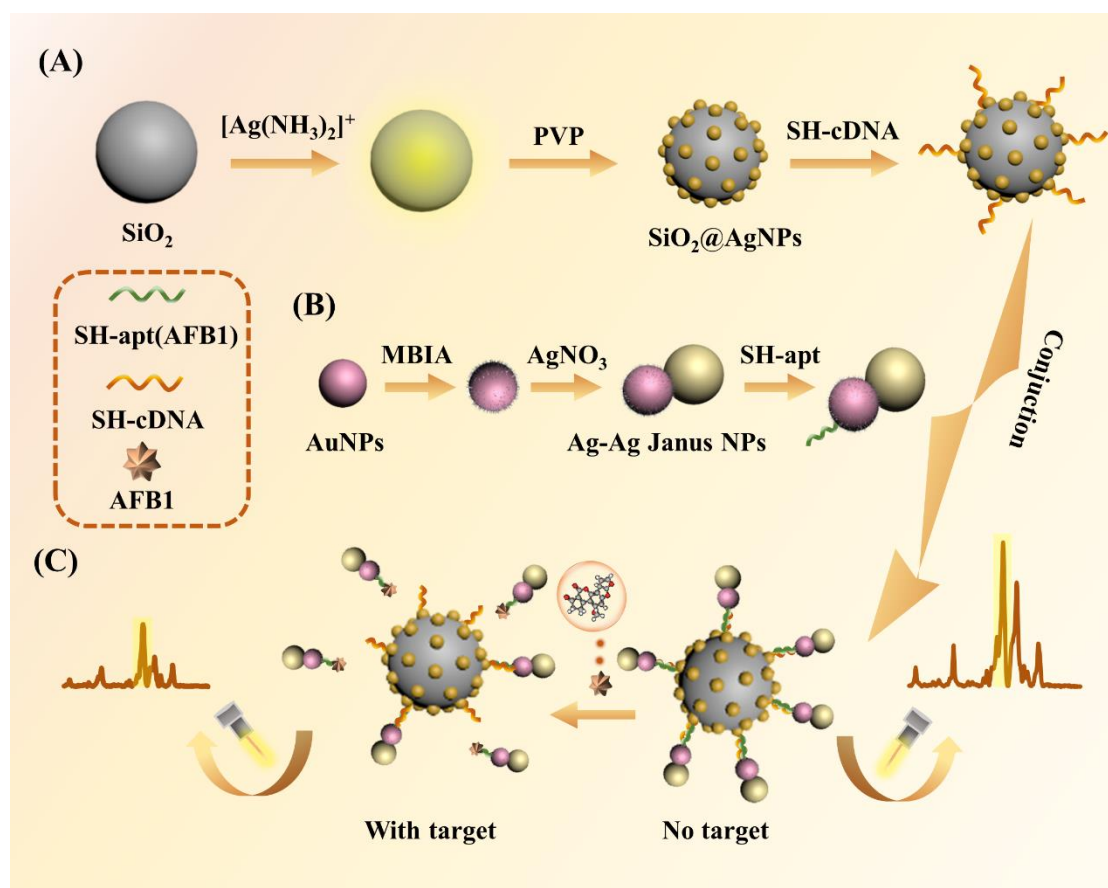 (A)
[Ag(NH₃)₂]⁺
PVP
SH-cDNA
SiO₂
SiO₂@AgNPs
SH-apt(AFB1)
SH-cDNA
AFB1
(B)
MBIA
AgNO₃
SH-apt
AuNPs
Ag-Ag Janus NPs
Conjuction
(C)
With target
No target